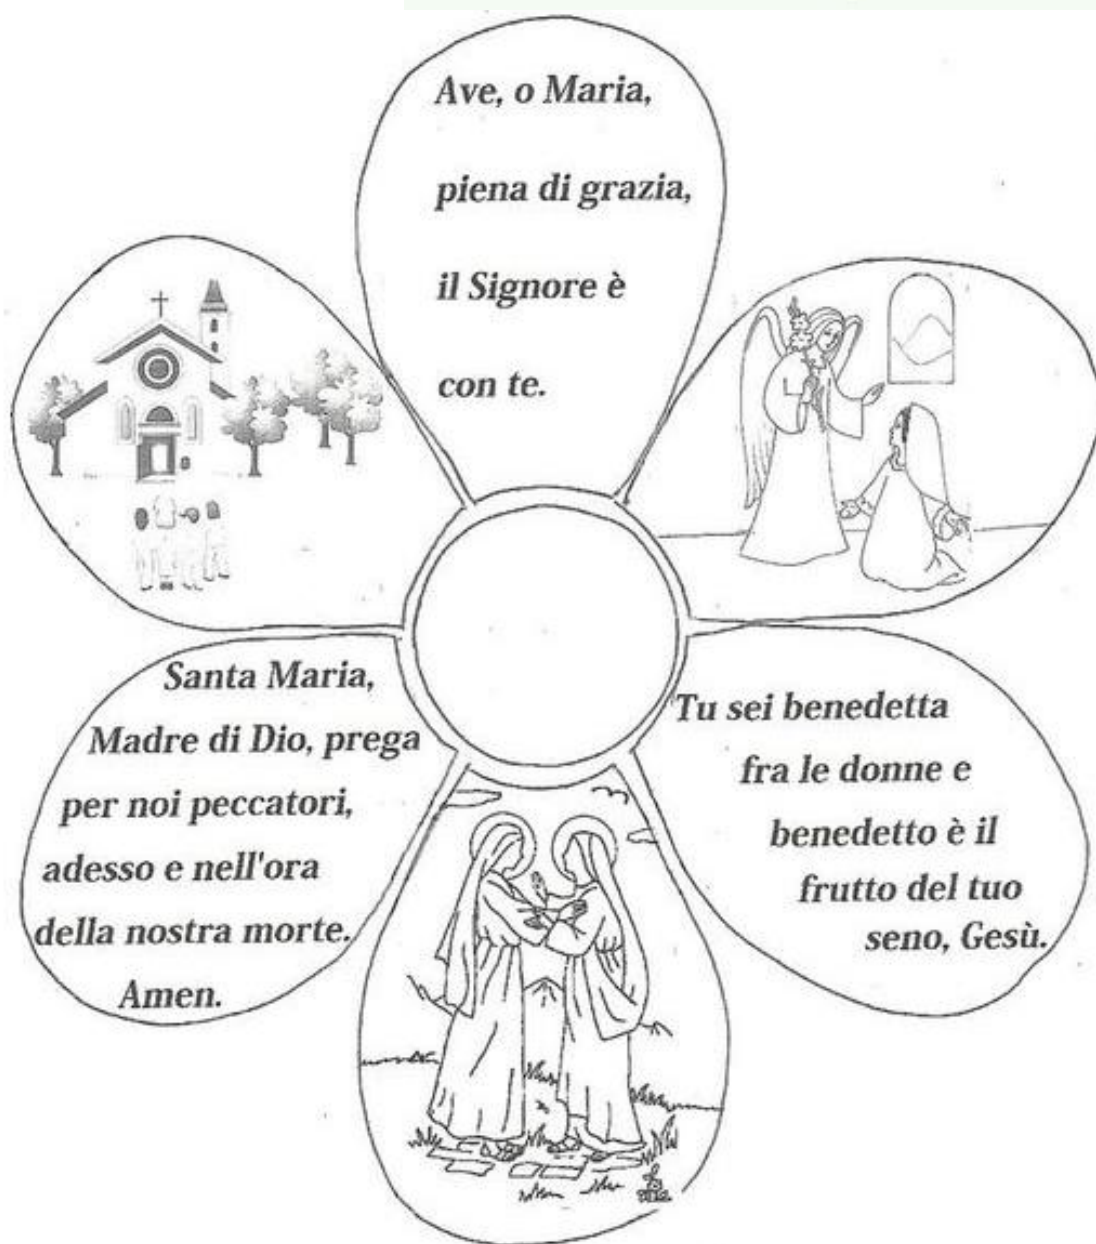 Ave, o Maria,
piena di grazia,
il Signore è
con te.
Tu sei benedetta
fra le donne e
benedetto è il
frutto del tuo
seno, Gesù.
Santa Maria,
Madre di Dio, prega
per noi peccatori,
adesso e nell'ora
della nostra morte.
Amen.